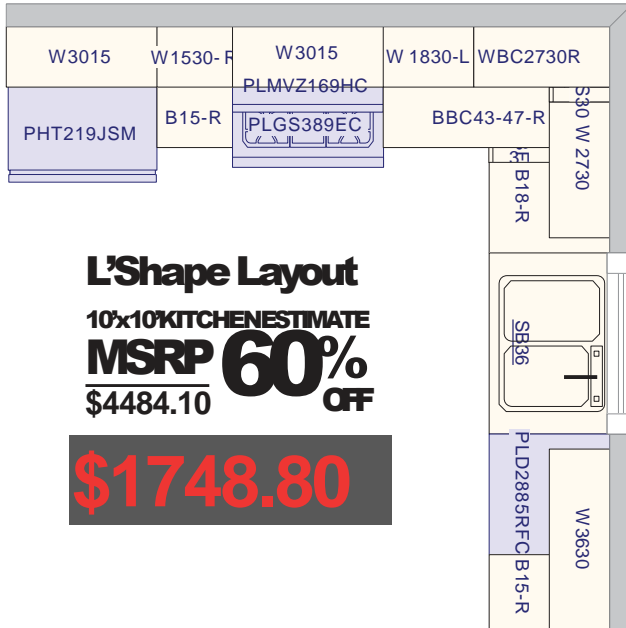 W3015
W1530- R
W3015
W 1830-L
WBC2730R
PLMVZ169HC
PHT219JSM
B15-R
PLGS389EC
BBC43-47-R
S30 W 2730
B18-R
L'Shape Layout
10'x10'KITCHENESTIMATE
MSRP 60%
$4484.10 OFF
$1748.80
SB36
PLD2885RFC
B15-R
W3630